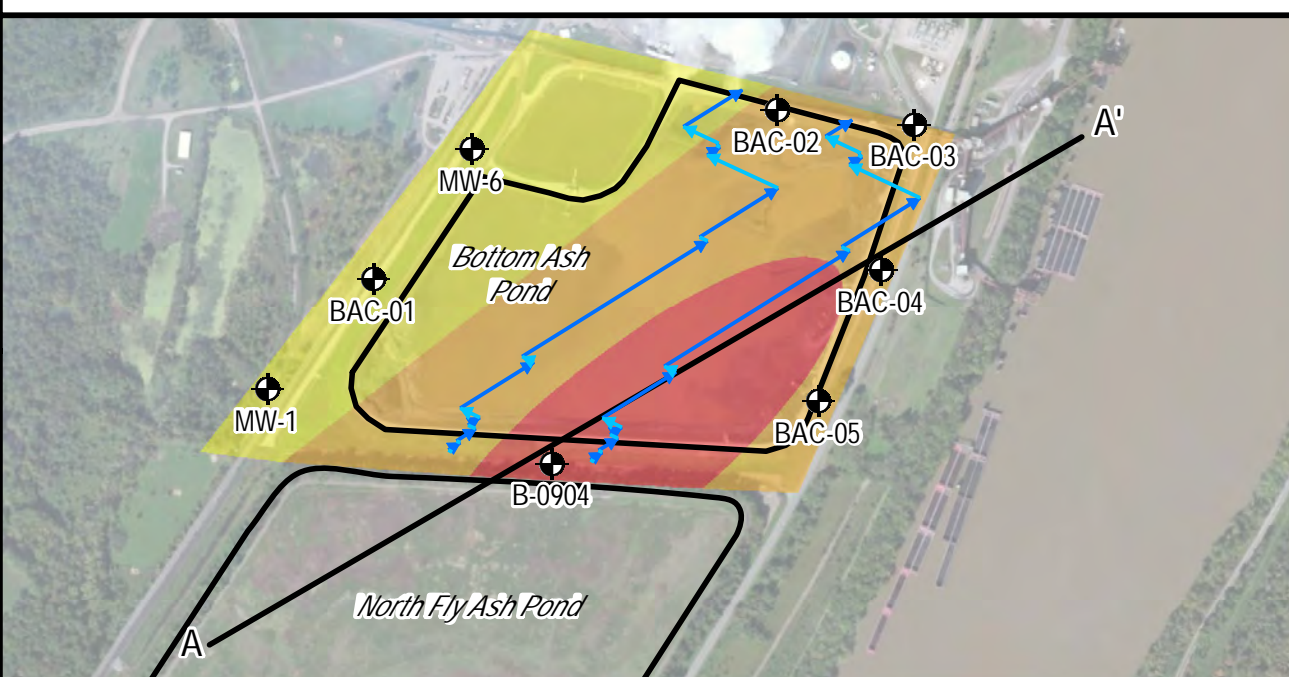 A'
BAC-02
BAC-03
MW-6
Bottom Ash
Pond
BAC-01
BAC-04
MW-1
BAC-05
B-0904
North Fly Ash Pond
A